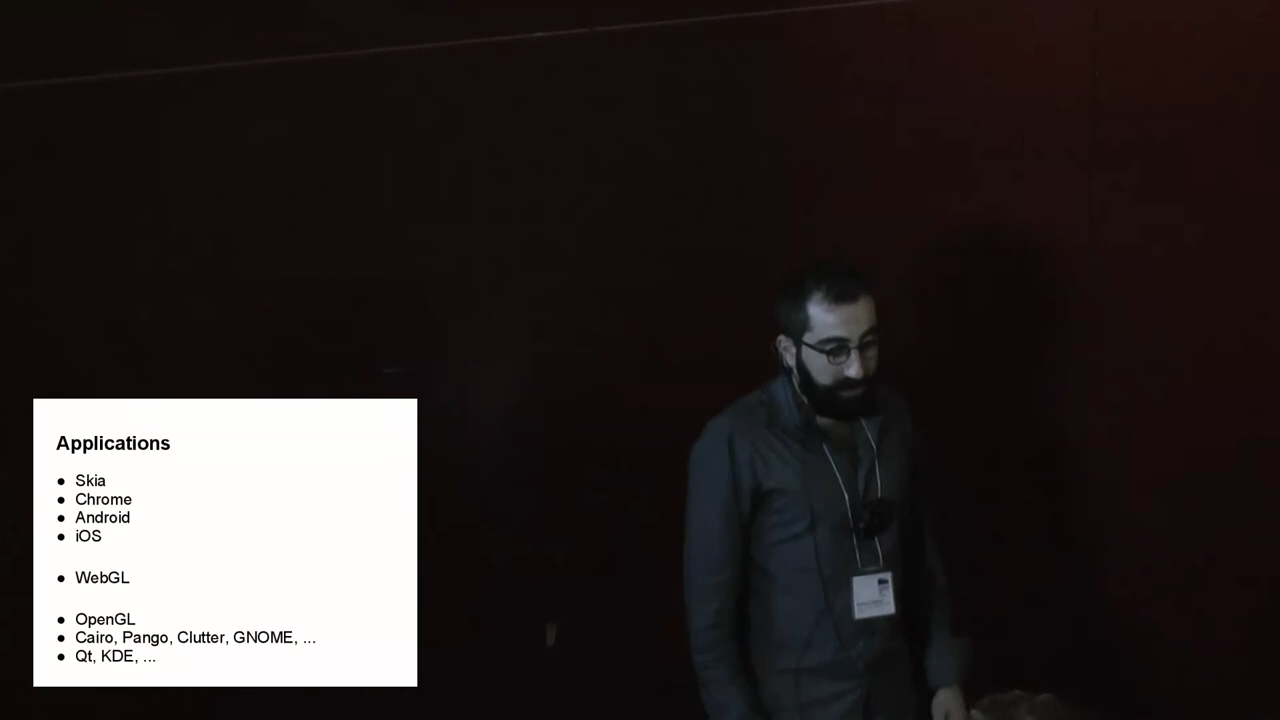 Applications
● Skia
● Chrome
● Android
● iOS
● WebGL
● OpenGL
● Cairo, Pango, Clutter, GNOME, ...
● Qt, KDE, ...